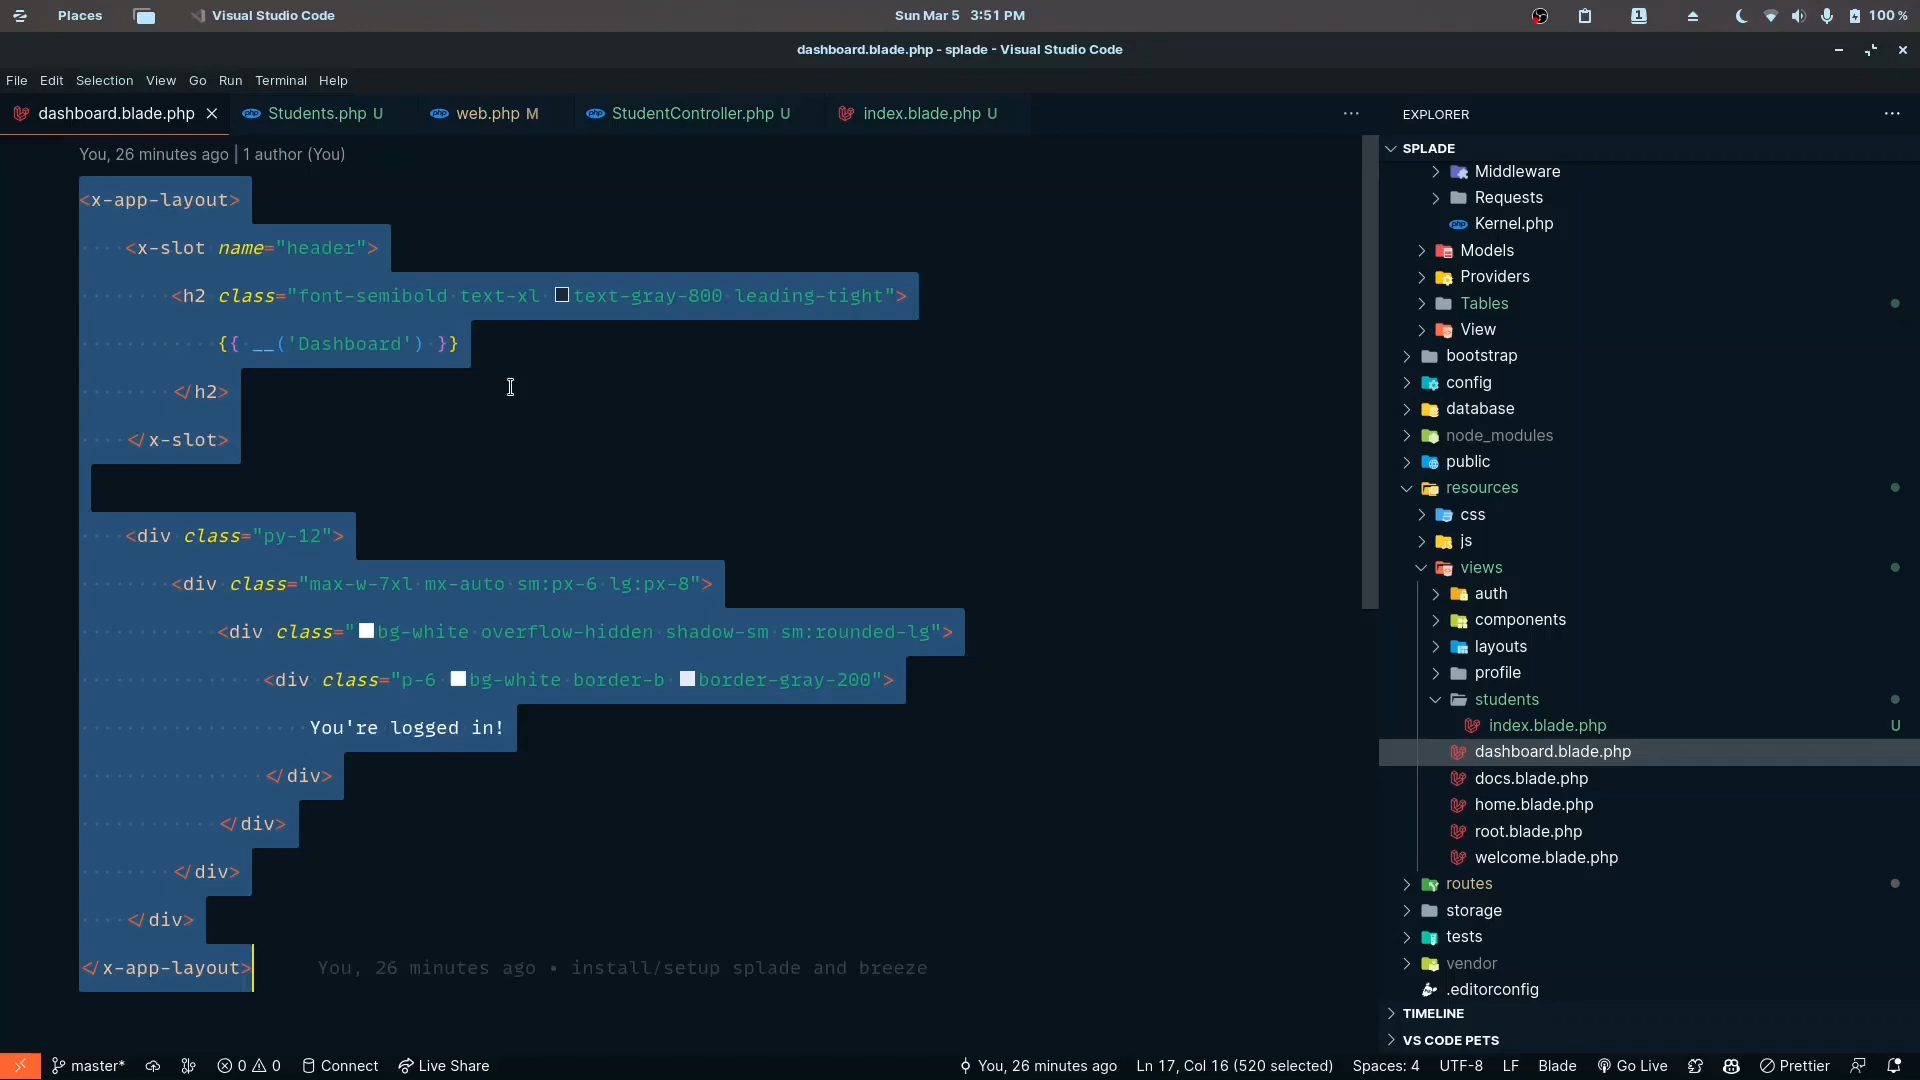 Places
Visual Studio Code
Sun Mar 5 3:51 PM
1
100 %
dashboard.blade.php - splade - Visual Studio Code
File Edit Selection View Go Run Terminal Help
dashboard.blade.php
Students.php U
web.php M
StudentController.php U
index.blade.php U
You, 26 minutes ago | 1 author (You)
<x-app-layout>
<x-slot name="header">
<h2 class="font-semibold text-xl text-gray-800 leading-tight">
{{ __('Dashboard') }}
</h2>
</x-slot>
<div class="py-12">
<div class="max-w-7xl mx-auto sm:px-6 lg:px-8">
<div class="bg-white overflow-hidden shadow-sm sm:rounded-lg">
<div class="p-6 bg-white border-b border-gray-200">
You're logged in!
</div>
</div>
</div>
</div>
</x-app-layout>
You, 26 minutes ago • install/setup splade and breeze
EXPLORER
SPLADE
Middleware
Requests
Kernel.php
Models
Providers
Tables
View
bootstrap
config
database
node_modules
public
resources
css
js
views
auth
components
layouts
profile
students
index.blade.php U
dashboard.blade.php
docs.blade.php
home.blade.php
root.blade.php
welcome.blade.php
routes
storage
tests
vendor
.editorconfig
TIMELINE
VS CODE PETS
master*
0 0
Connect
Live Share
You, 26 minutes ago
Ln 17, Col 16 (520 selected)
Spaces: 4
UTF-8
LF
Blade
Go Live
Prettier